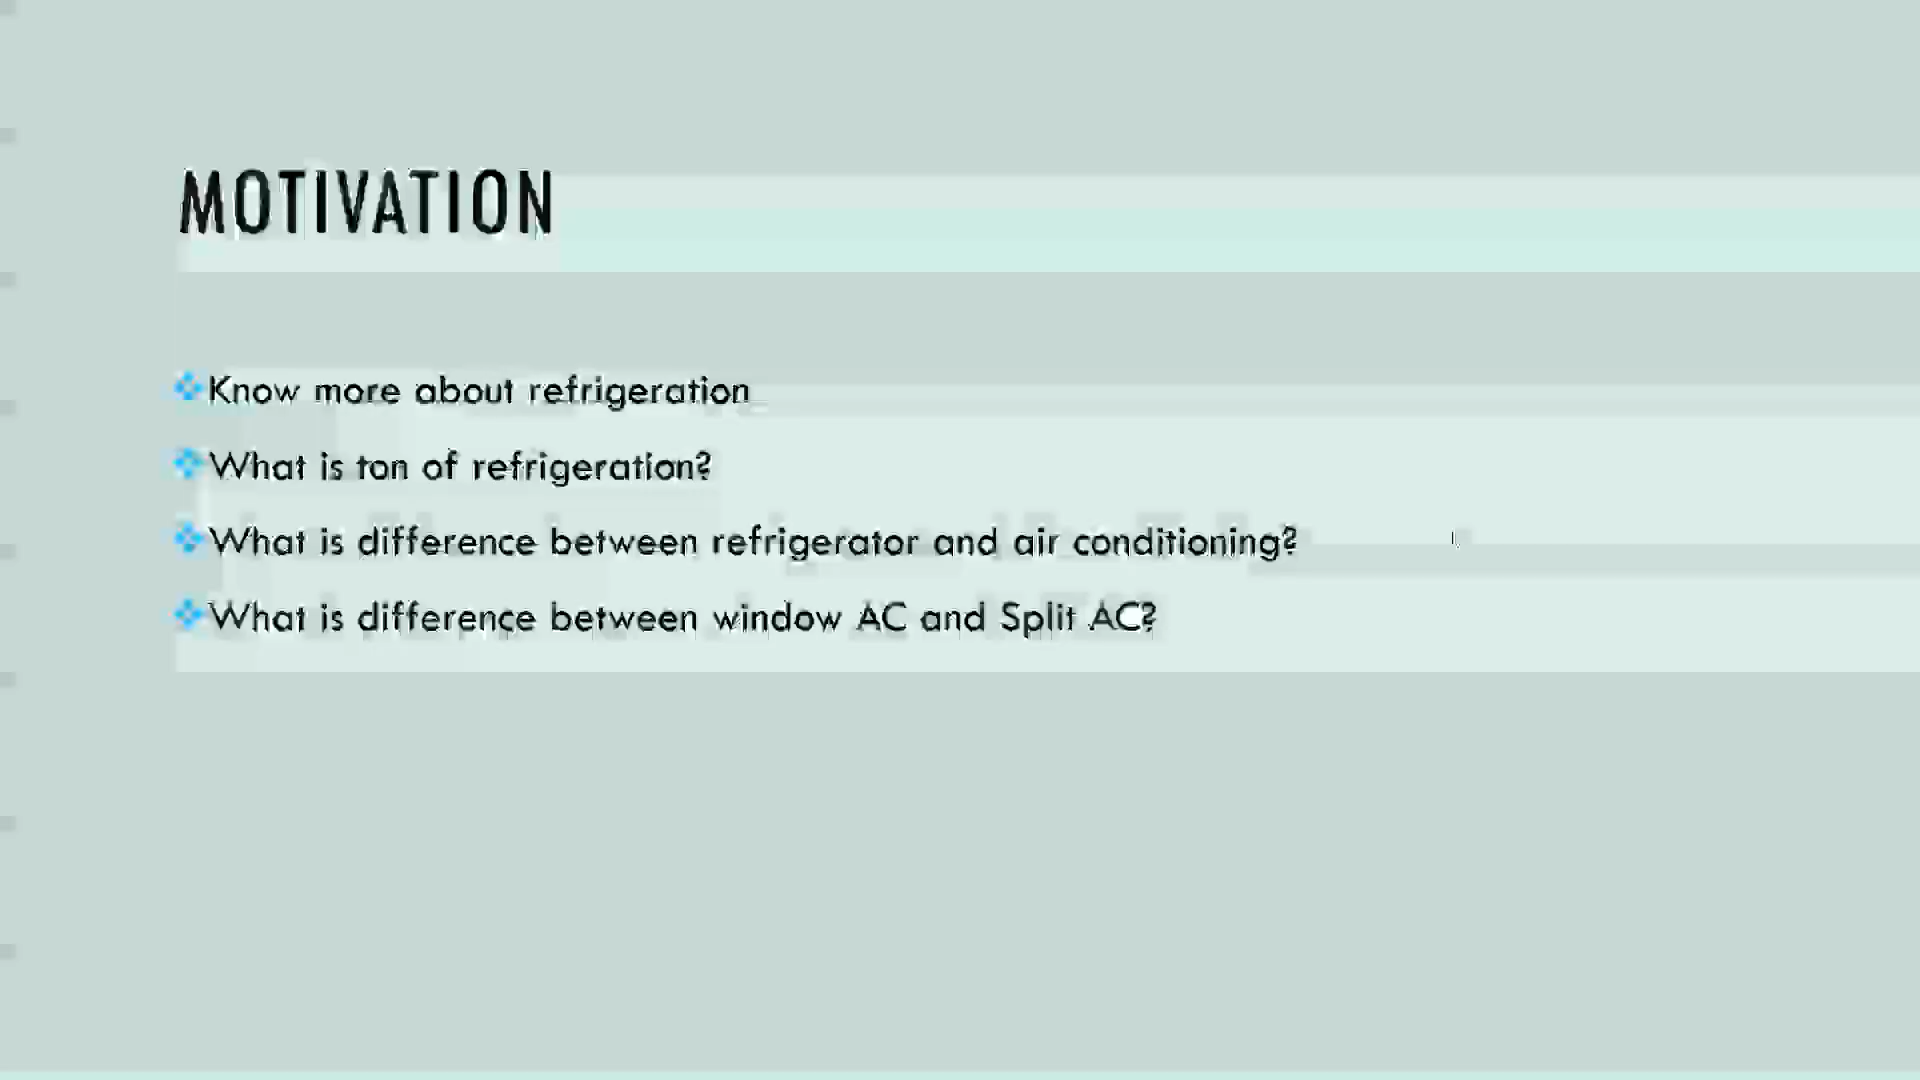 MOTIVATION
Know more about refrigeration
What is ton of refrigeration?
What is difference between refrigerator and air conditioning?
What is difference between window AC and Split AC?